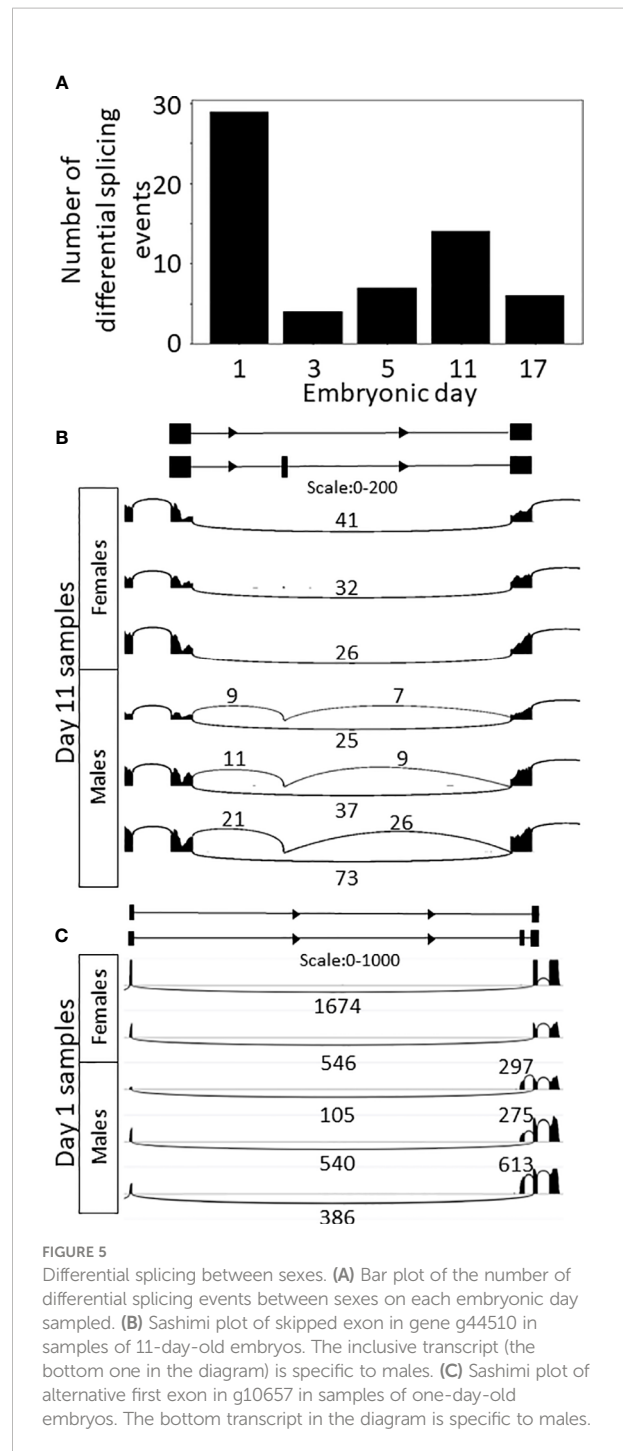 A
Number of
differential splicing
events
30
20
10
0
1 3 5 11 17
Embryonic day
B
Scale:0-200
Day 11 samples
Females
Males
41
32
26
9 7
25
11 9
37
21 26
73
C
Scale:0-1000
Day 1 samples
Females
Males
1674
546 297
105 275
540 613
386
FIGURE 5
Differential splicing between sexes. (A) Bar plot of the number of
differential splicing events between sexes on each embryonic day
sampled. (B) Sashimi plot of skipped exon in gene g44510 in
samples of 11-day-old embryos. The inclusive transcript (the
bottom one in the diagram) is specific to males. (C) Sashimi plot of
alternative first exon in g10657 in samples of one-day-old
embryos. The bottom transcript in the diagram is specific to males.